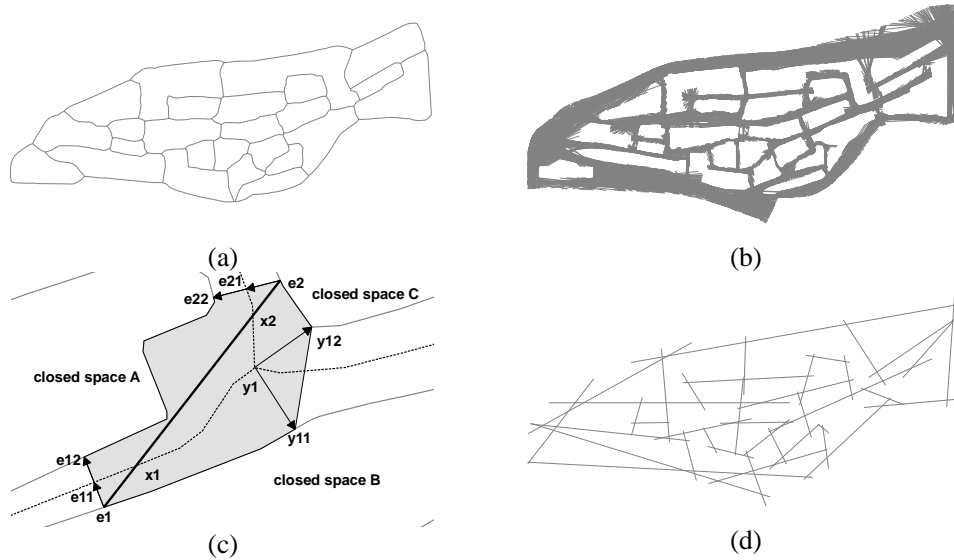 (a)
(b)
e21
e2
e22
closed space C
x2
y12
closed space A
y1
y11
e12
x1
e11
closed space B
e1
(c)
(d)